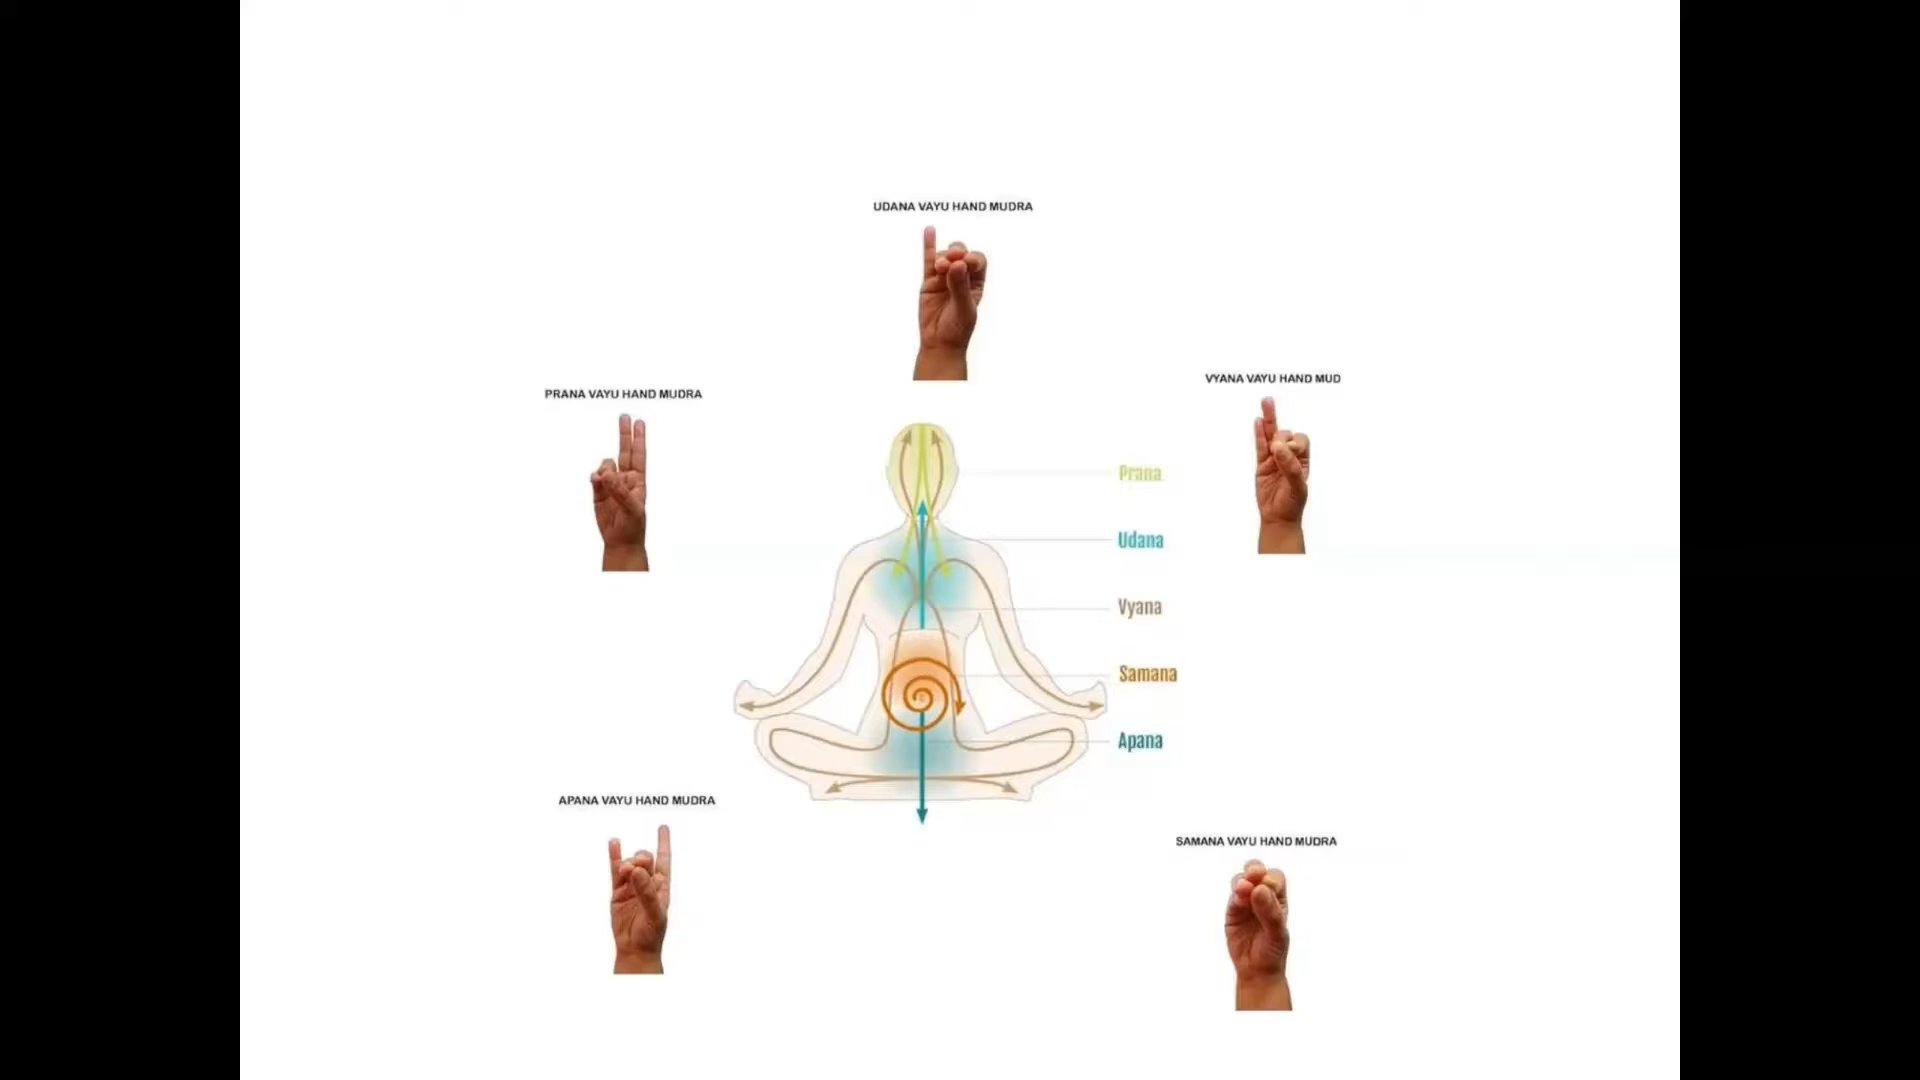 UDANA VAYU HAND MUDRA
PRANA VAYU HAND MUDRA
VYANA VAYU HAND MUD
Prana
Udana
Vyana
Samana
Apana
APANA VAYU HAND MUDRA
SAMANA VAYU HAND MUDRA